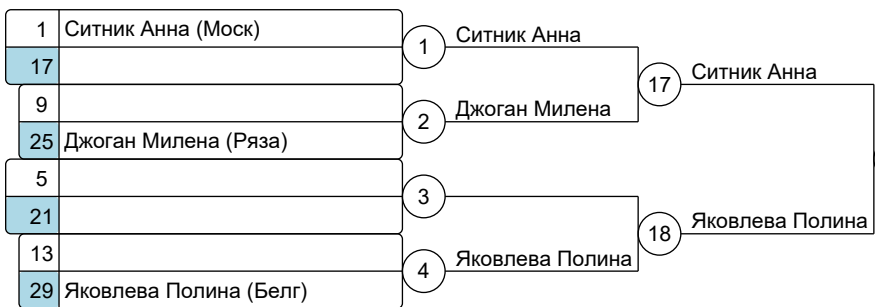 1 Ситник Анна (Моск)
17
9
25 Джоган Милена (Ряза)
5
21
13
29 Яковлева Полина (Белг)
1 Ситник Анна
2 Джоган Милена
3
4 Яковлева Полина
17 Ситник Анна
18 Яковлева Полина